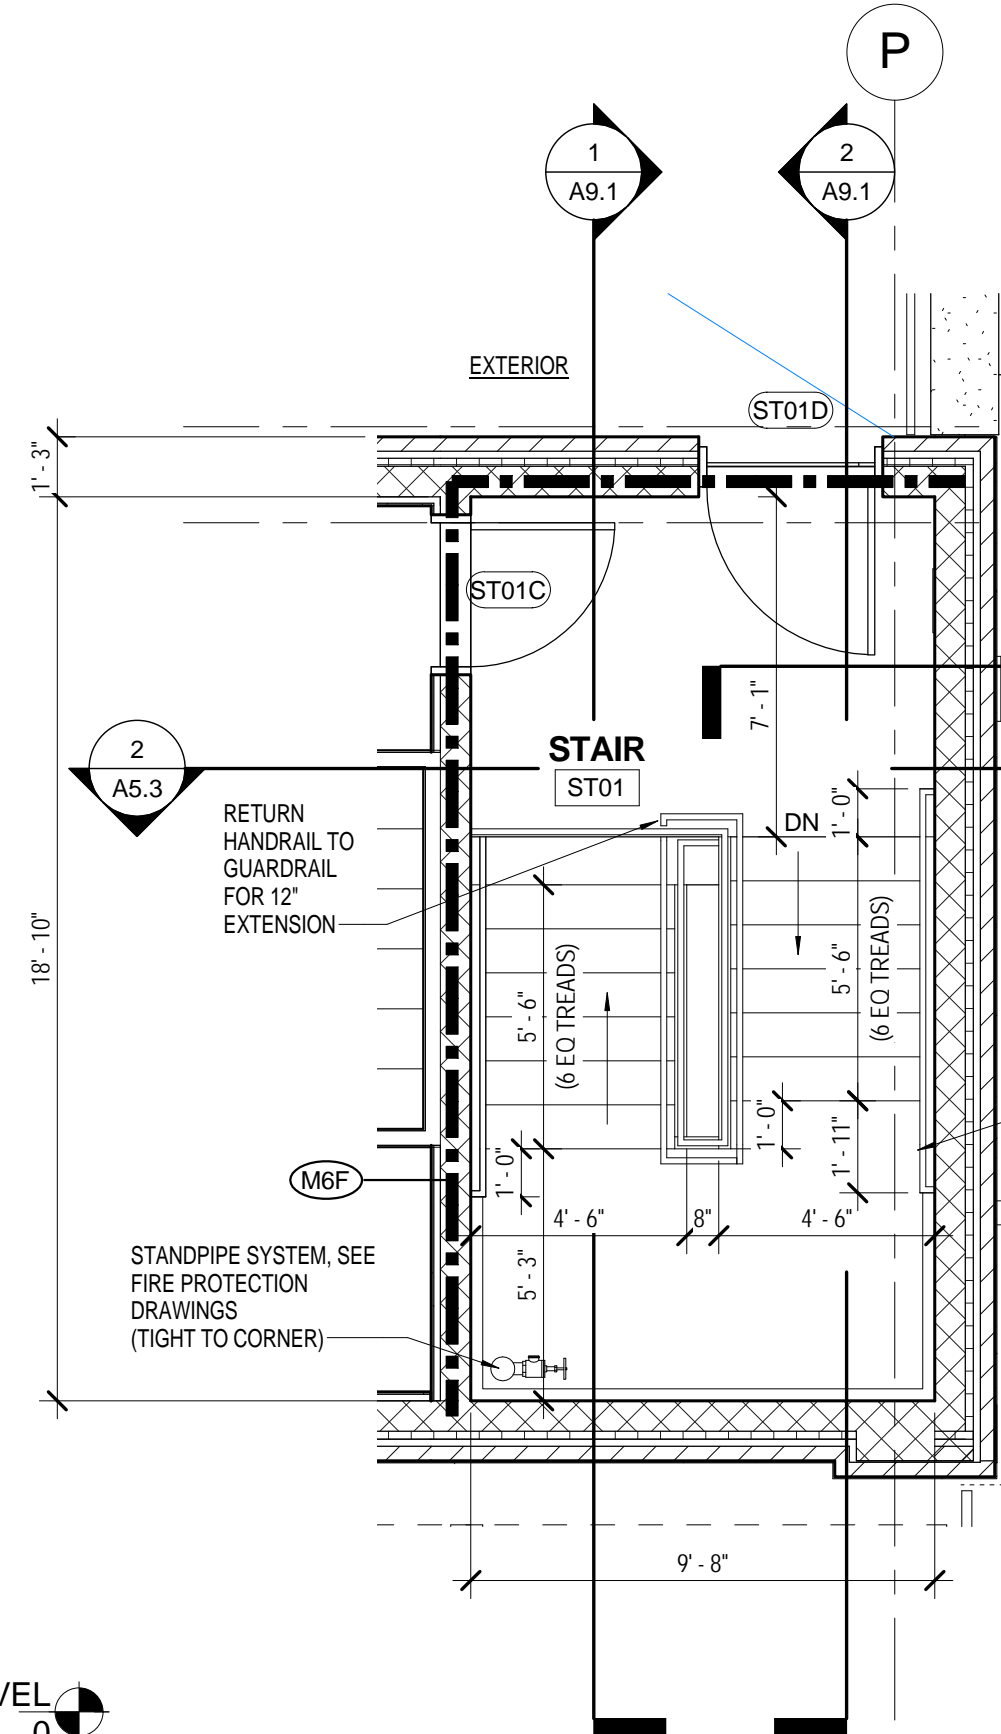 P
1
A9.1
2
A9.1
EXTERIOR
ST01D
1' - 3"
ST01C
7' - 1"
2
A5.3
STAIR
ST01
RETURN
HANDRAIL TO
GUARDRAIL
FOR 12"
EXTENSION
DN
1' - 0"
18' - 10"
5' - 6"
(6 EQ TREADS)
5' - 6"
(6 EQ TREADS)
1' - 0"
1' - 11"
1' - 0"
M6F
4' - 6"
8"
4' - 6"
5' - 3"
STANDPIPE SYSTEM, SEE
FIRE PROTECTION
DRAWINGS
(TIGHT TO CORNER)
9' - 8"
VEL
0